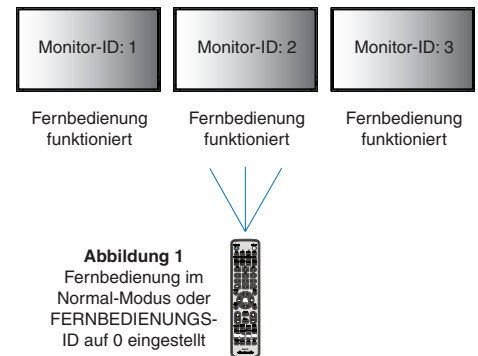 Monitor-ID: 1
Monitor-ID: 2
Monitor-ID: 3
Fernbedienung
funktioniert
Fernbedienung
funktioniert
Fernbedienung
funktioniert
Abbildung 1
Fernbedienung im
Normal-Modus oder
FERNBEDIENUNGS-
ID auf 0 eingestellt